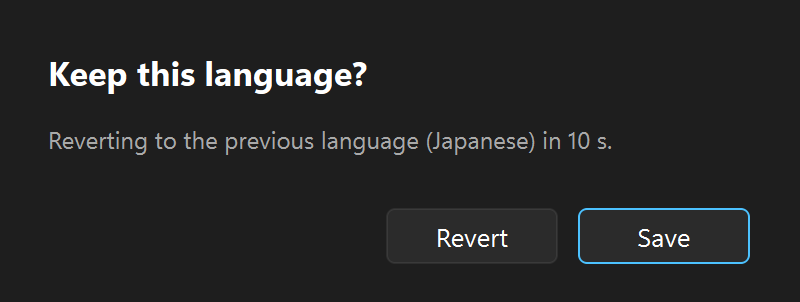 Keep this language?
Reverting to the previous language (Japanese) in 10 s.
Revert
Save